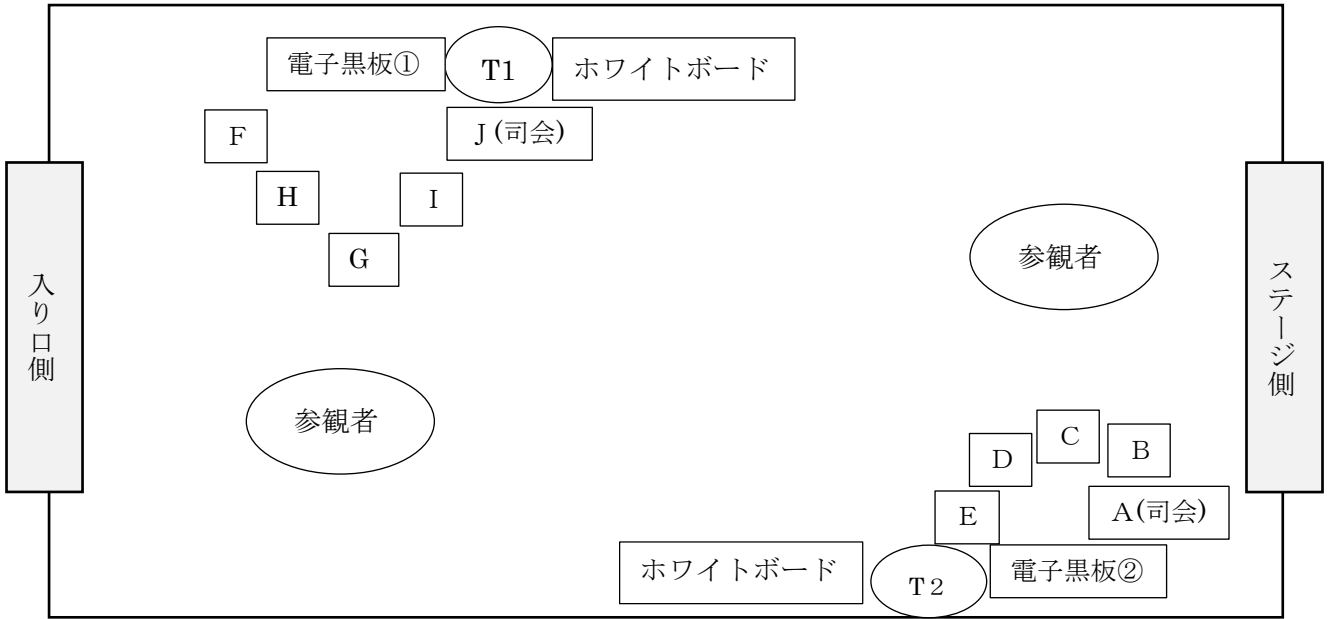 電子黒板①
T1
ホワイトボード
F
J(司会)
H
I
G
入り口側
参観者
参観者
ステージ側
C
B
D
E
A(司会)
ホワイトボード
T２
電子黒板②